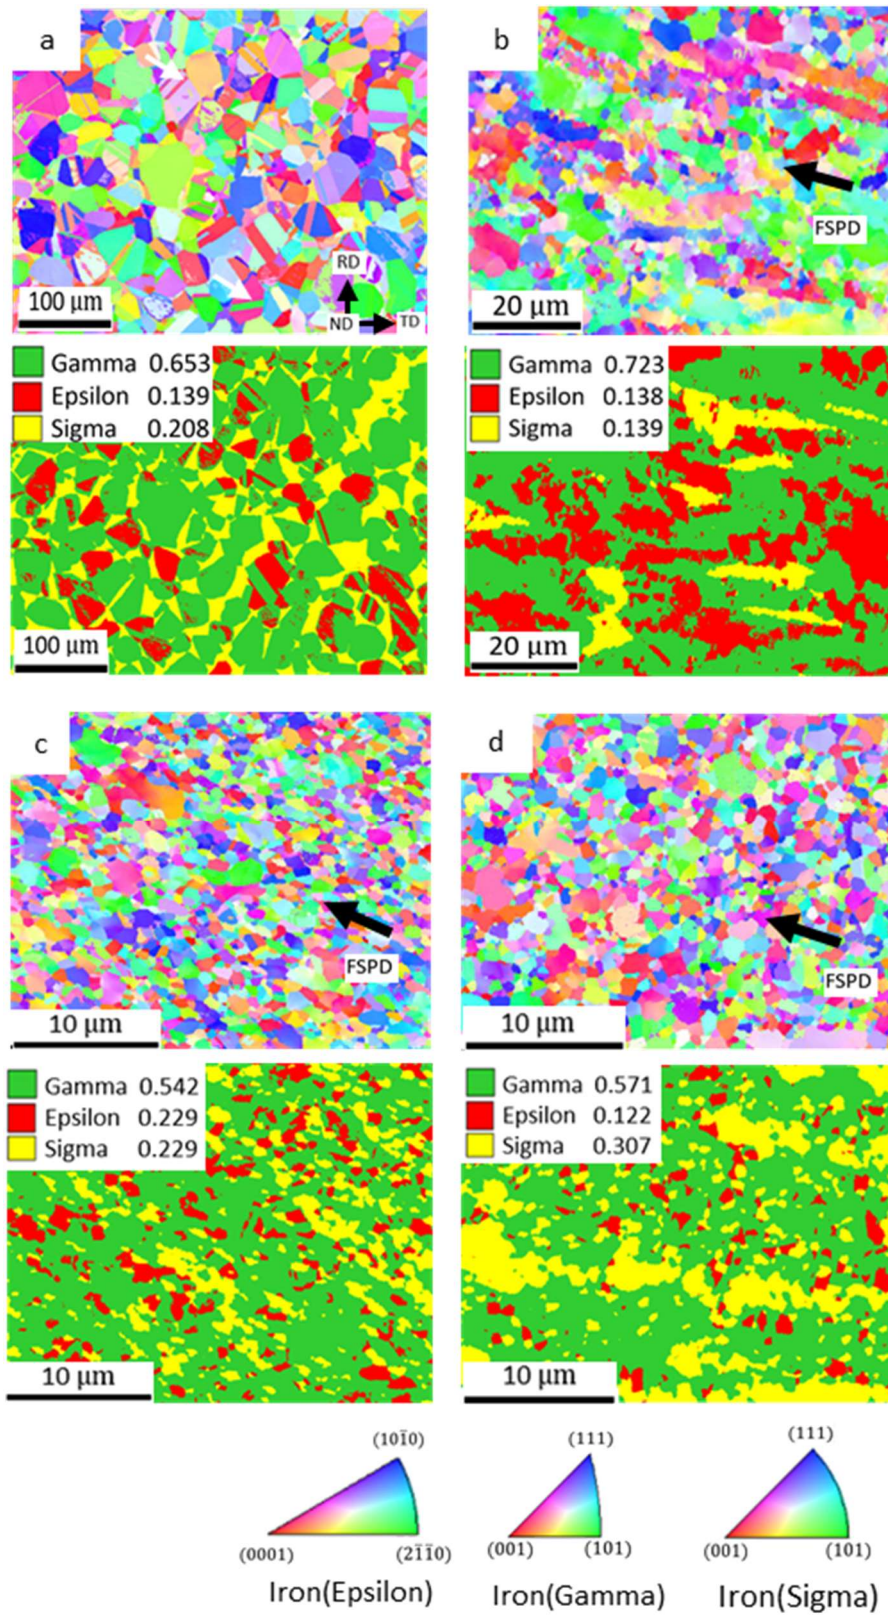 a
b
RD
ND
TD
100 μm
FSPD
20 μm
Gamma 0.653
Epsilon 0.139
Sigma 0.208
100 μm
Gamma 0.723
Epsilon 0.138
Sigma 0.139
20 μm
c
d
FSPD
10 μm
FSPD
10 μm
Gamma 0.542
Epsilon 0.229
Sigma 0.229
10 μm
Gamma 0.571
Epsilon 0.122
Sigma 0.307
10 μm
(101̄0)
(0001)
(21̄1̄0)
Iron(Epsilon)
(111)
(001)
(101)
Iron(Gamma)
(111)
(001)
(101)
Iron(Sigma)